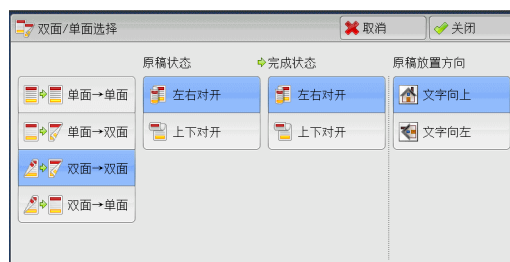 双面/单面选择
取消
关闭
原稿状态
完成状态
原稿放置方向
单面→单面
左右对开
左右对开
文字向上
单面→双面
上下对开
上下对开
文字向左
双面→双面
双面→单面